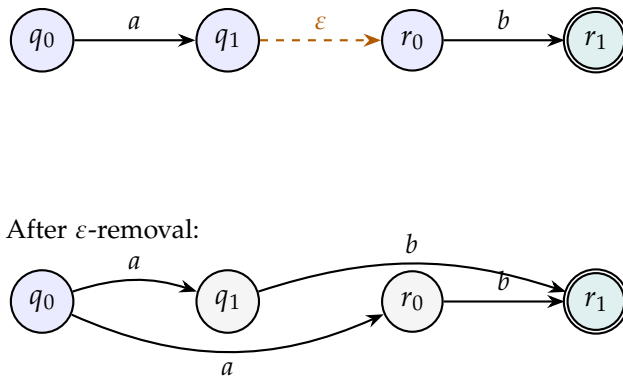 a ε b
q₀ q₁ r₀ r₁
After ε-removal:
a b
q₀ q₁ r₀ b r₁
a